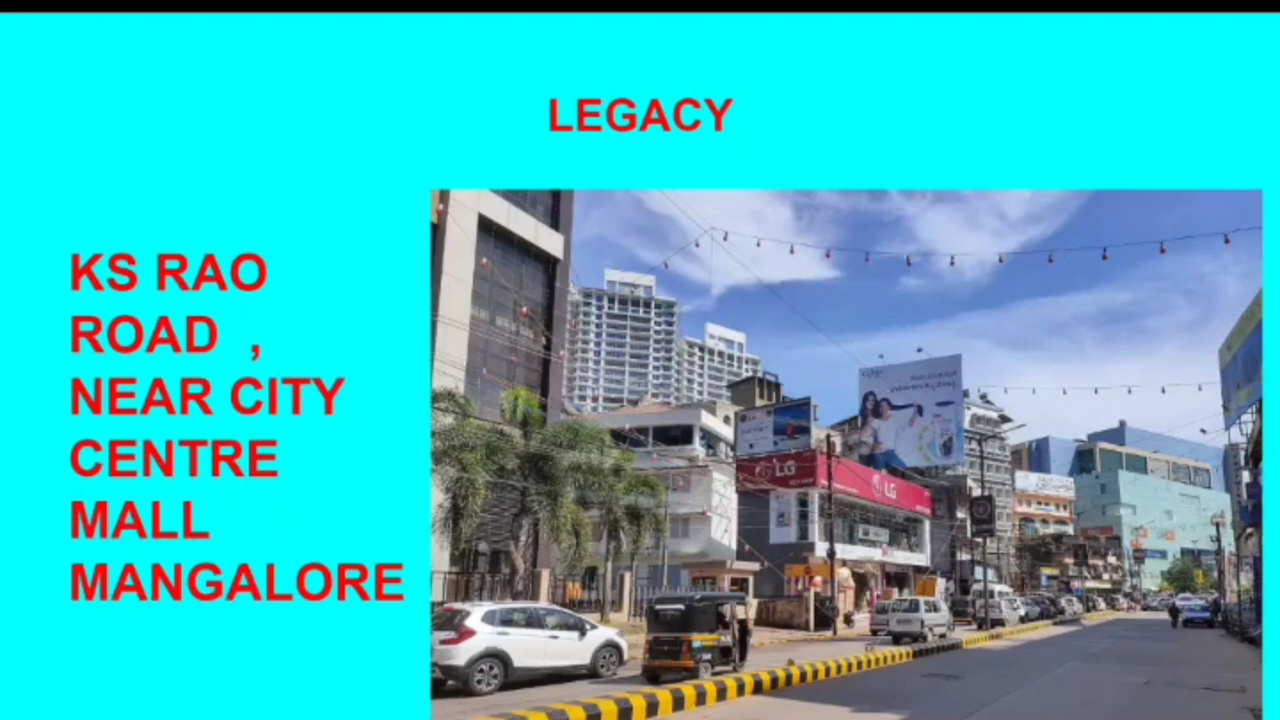 LEGACY
KS RAO
ROAD ,
NEAR CITY
CENTRE
MALL
MANGALORE
LG
LG